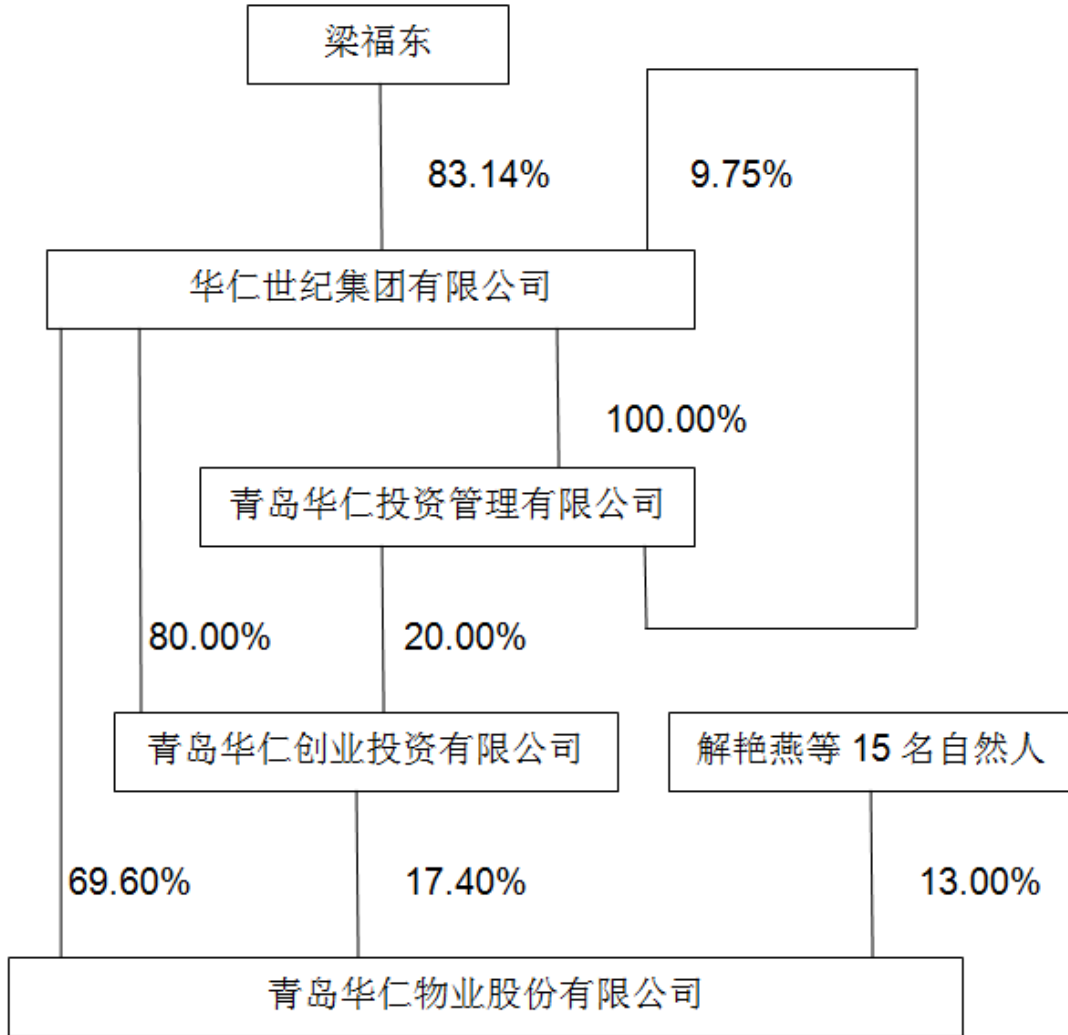 梁福东
83.14%
9.75%
华仁世纪集团有限公司
100.00%
青岛华仁投资管理有限公司
80.00%
20.00%
青岛华仁创业投资有限公司
解艳燕等 15 名自然人
69.60%
17.40%
13.00%
青岛华仁物业股份有限公司